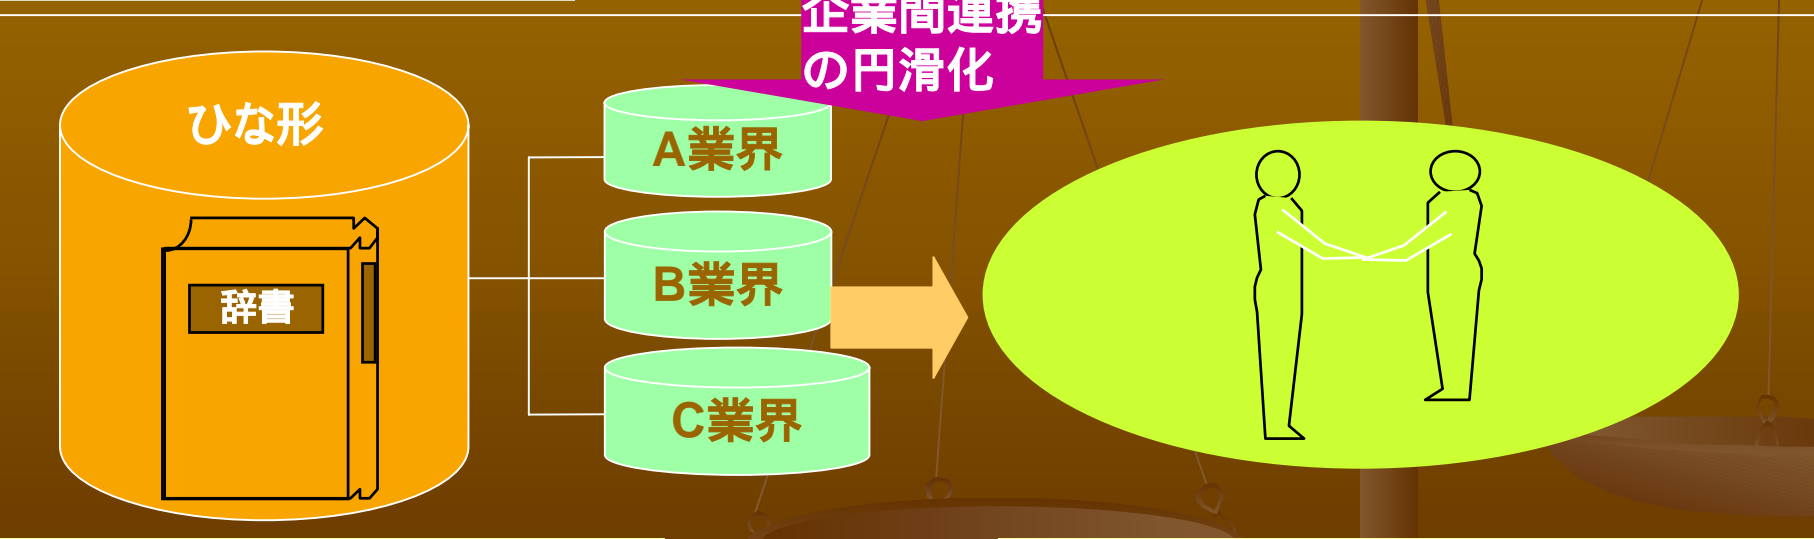 企業間連携
の円滑化
ひな形
辞書
A業界
B業界
C業界